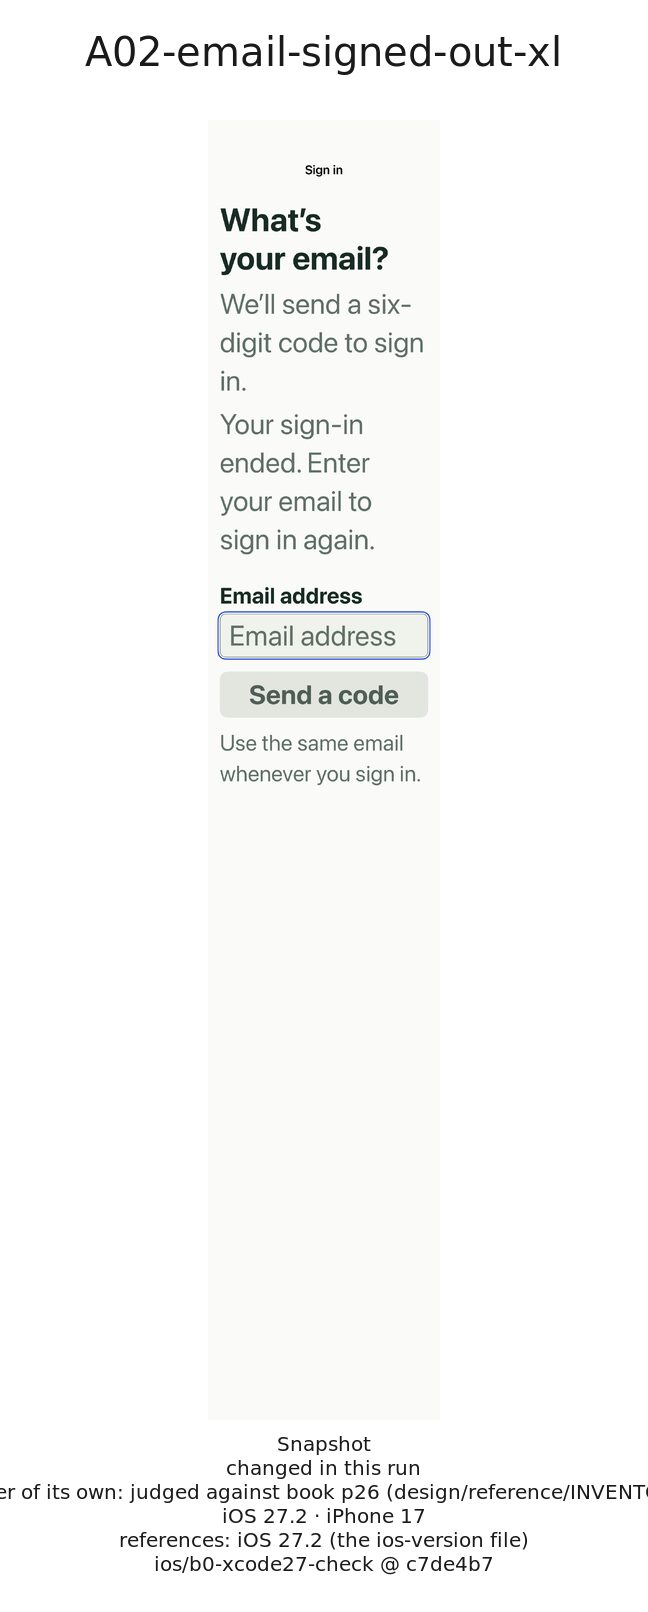 A02-email-signed-out-xl
Sign in
What’s
your email?
We’ll send a six-
digit code to sign
in.
Your sign-in
ended. Enter
your email to
sign in again.
Email address
Email address
Send a code
Use the same email
whenever you sign in.
Snapshot
changed in this run
of its own: judged against book p26 (design/reference/
iOS 27.2 · iPhone 17
references: iOS 27.2 (the ios-version file)
ios/b0-xcode27-check @ c7de4b7